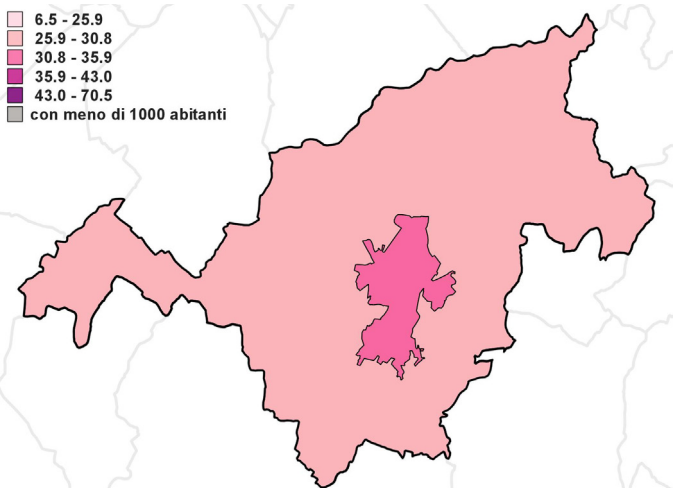 6.5 - 25.9
25.9 - 30.8
30.8 - 35.9
35.9 - 43.0
43.0 - 70.5
con meno di 1000 abitanti